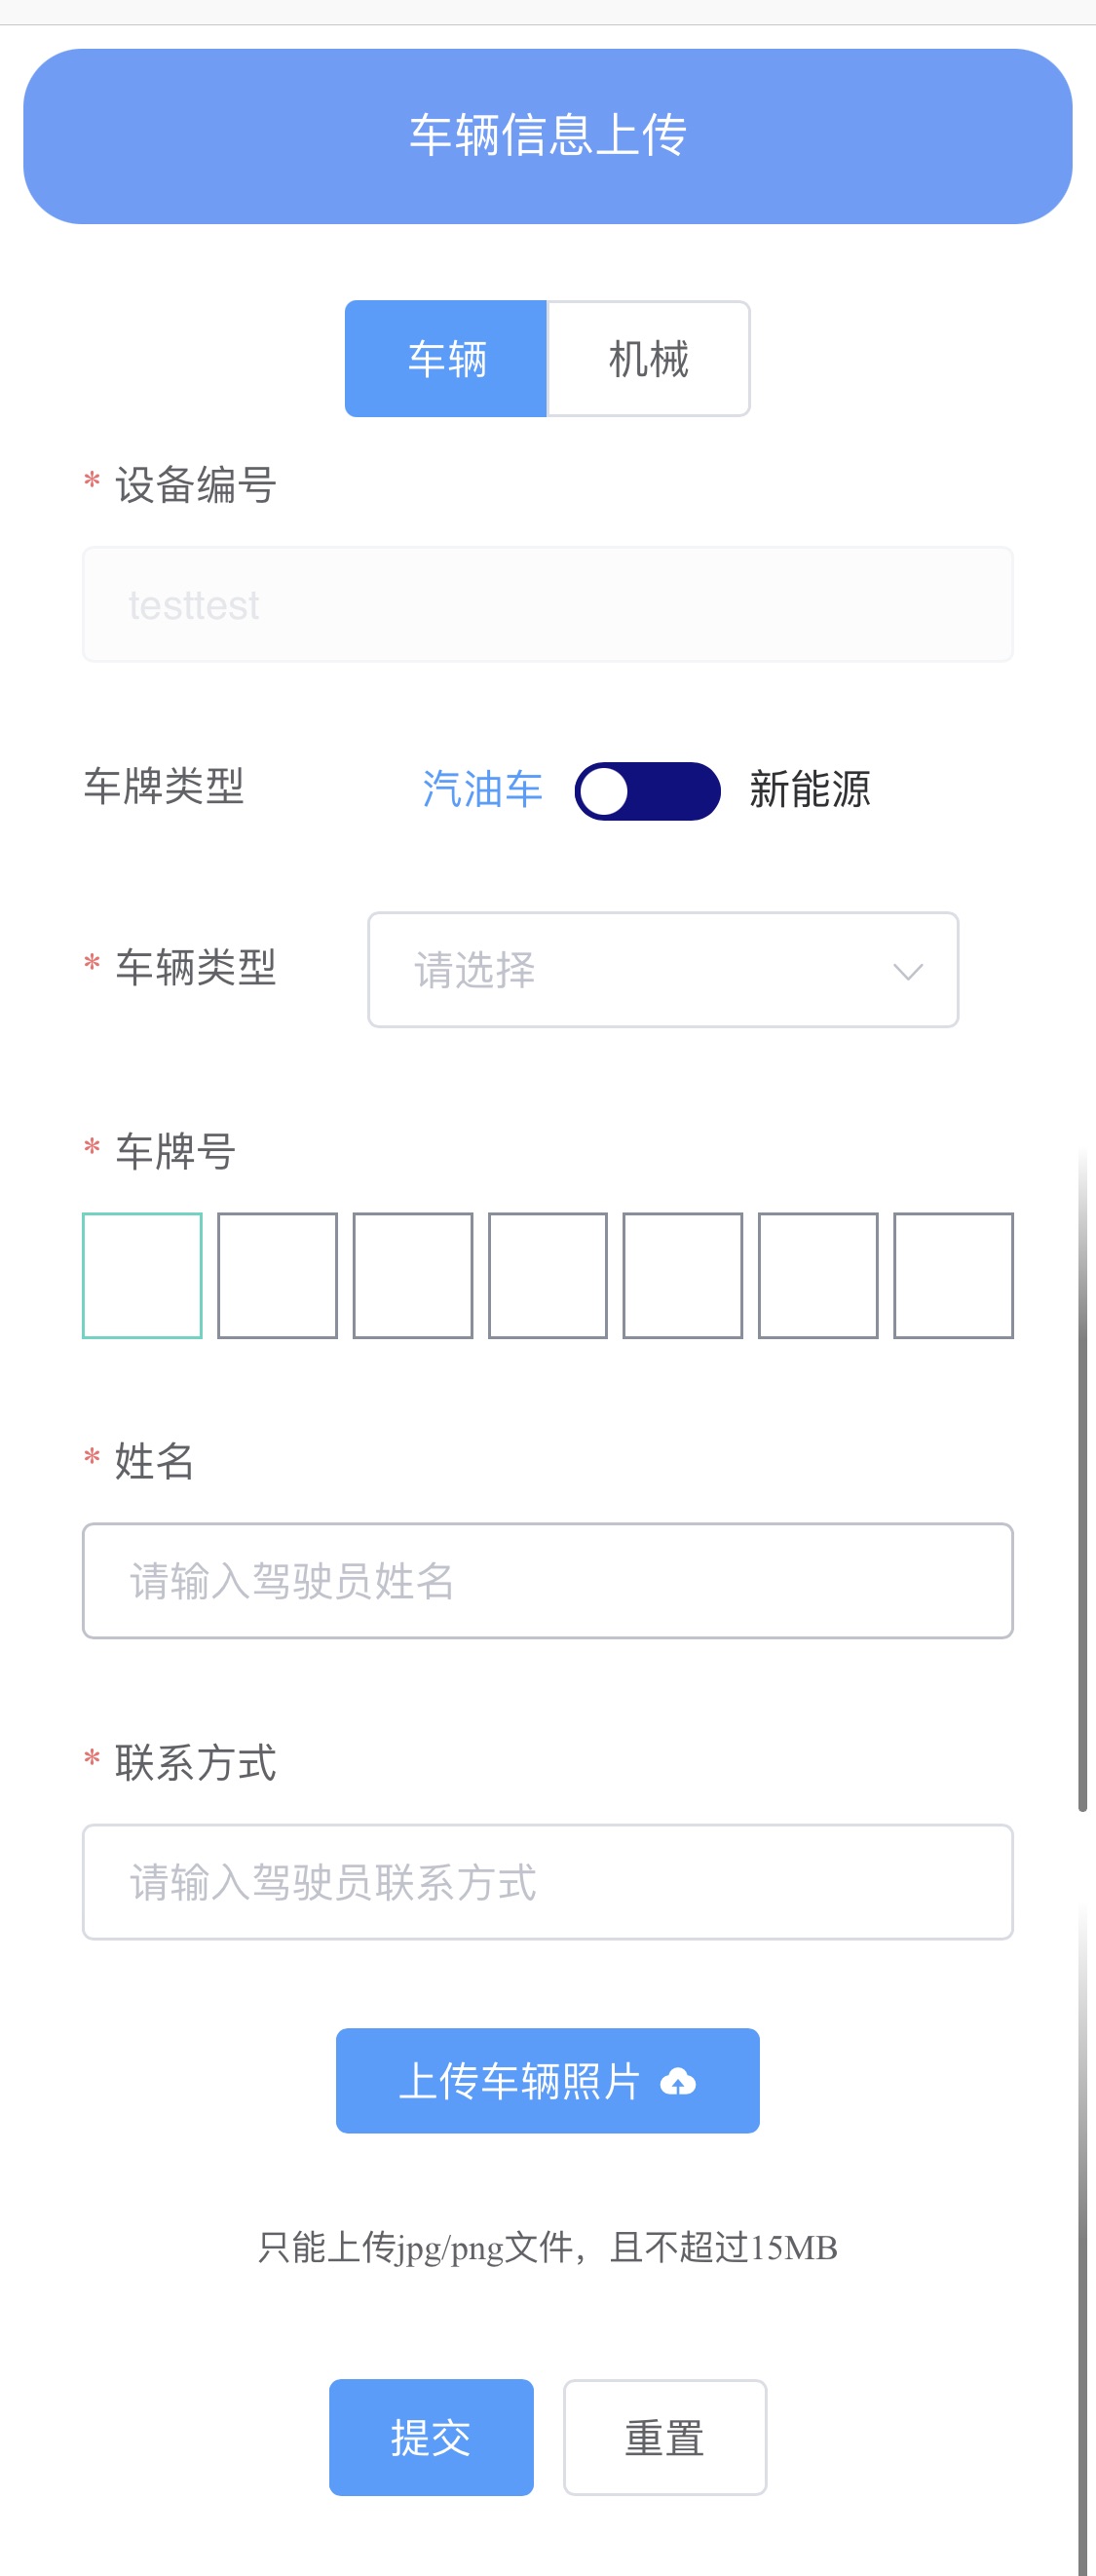 车辆信息上传
车辆 机械
* 设备编号
testtest
车牌类型 汽油车 新能源
* 车辆类型 请选择
* 车牌号
* 姓名
请输入驾驶员姓名
* 联系方式
请输入驾驶员联系方式
上传车辆照片
只能上传jpg/png文件，且不超过15MB
提交 重置